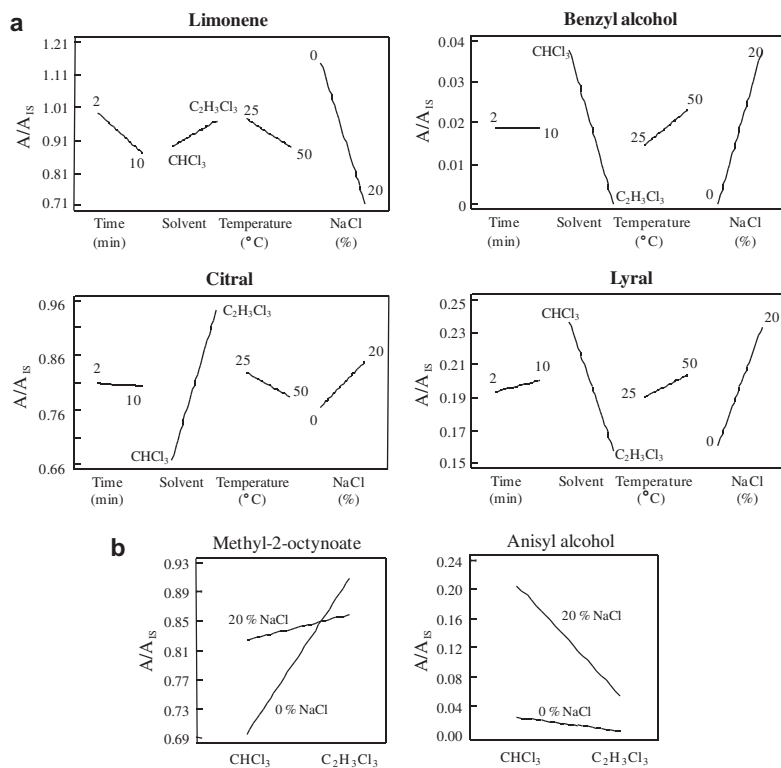 a
Limonene
A/A_IS
1.21
1.11
1.01
0.91
0.81
0.71
2
10
CHCl₃
C₂H₃Cl₃
25
50
0
20
Time Solvent Temperature NaCl
(min) (°C) (%)
Benzyl alcohol
A/A_IS
0.04
0.03
0.02
0.01
0
2
10
CHCl₃
C₂H₃Cl₃
25
50
0
20
Time Solvent Temperature NaCl
(min) (°C) (%)
Citral
A/A_IS
0.96
0.86
0.76
0.66
2
10
CHCl₃
C₂H₃Cl₃
25
50
0
20
Time Solvent Temperature NaCl
(min) (°C) (%)
Lyral
A/A_IS
0.25
0.23
0.21
0.19
0.17
0.15
2
10
CHCl₃
C₂H₃Cl₃
25
50
0
20
Time Solvent Temperature NaCl
(min) (°C) (%)
b
Methyl-2-octynoate
A/A_IS
0.93
0.89
0.85
0.81
0.77
0.73
0.69
20 % NaCl
0 % NaCl
CHCl₃ C₂H₃Cl₃
Anisyl alcohol
A/A_IS
0.24
0.20
0.16
0.12
0.08
0.04
0.00
20 % NaCl
0 % NaCl
CHCl₃ C₂H₃Cl₃